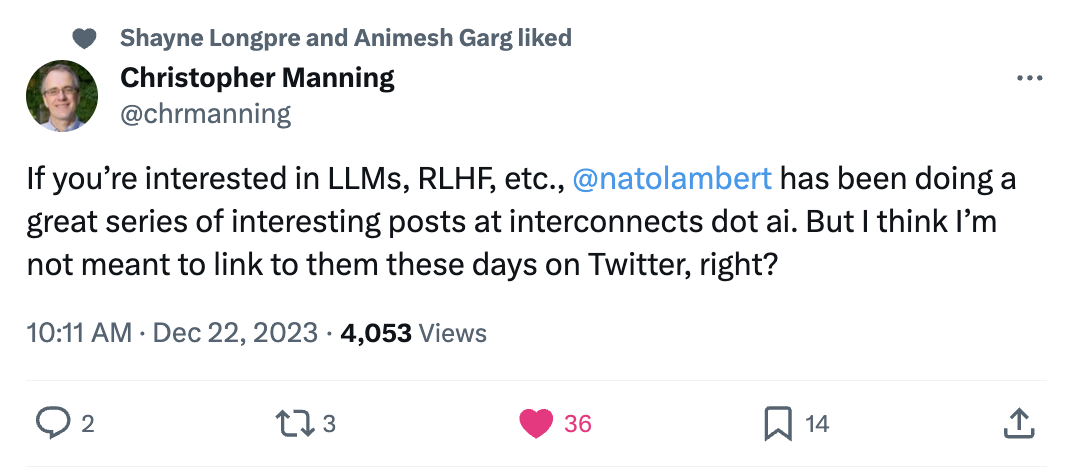 Shayne Longpre and Animesh Garg liked
Christopher Manning
@chrmanning
If you’re interested in LLMs, RLHF, etc., @natolambert has been doing a
great series of interesting posts at interconnects dot ai. But I think I’m
not meant to link to them these days on Twitter, right?
10:11 AM · Dec 22, 2023 · 4,053 Views
2 3 36 14